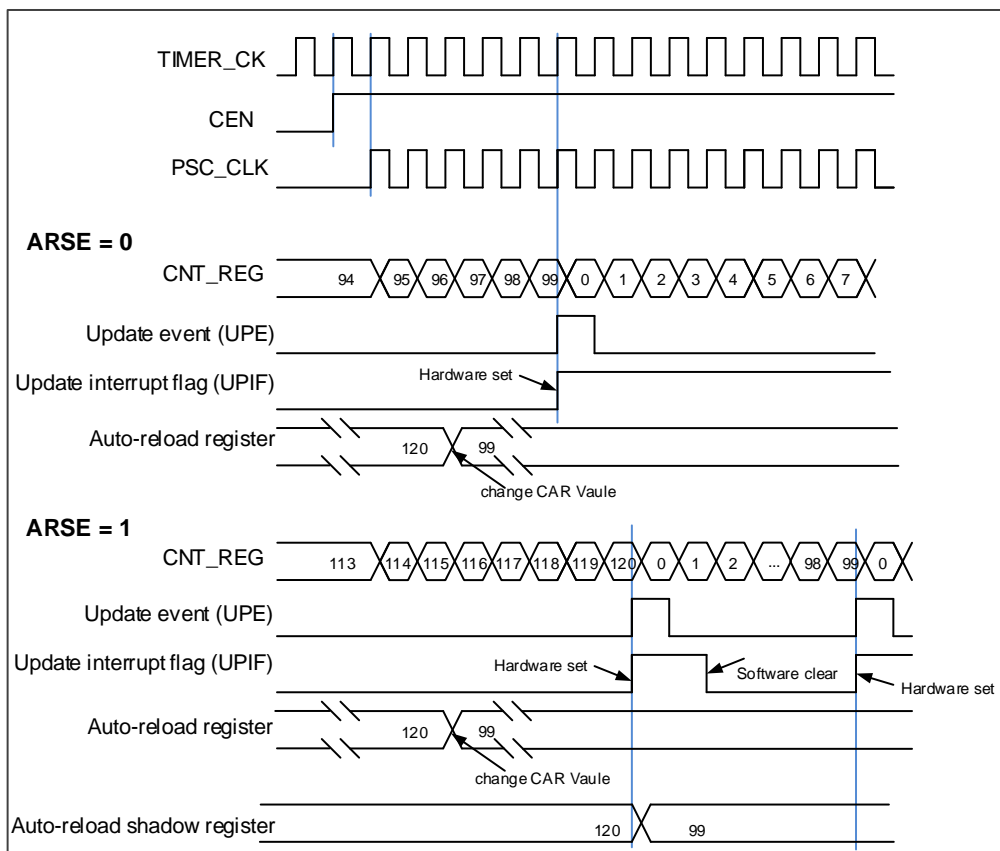 TIMER_CK
CEN
PSC_CLK
ARSE = 0
CNT_REG 94 95 96 97 98 99 0 1 2 3 4 5 6 7
Update event (UPE)
Update interrupt flag (UPIF) Hardware set
Auto-reload register 120 99
change CAR Vaule
ARSE = 1
CNT_REG 113 114 115 116 117 118 119 120 0 1 2 ... 98 99 0
Update event (UPE)
Update interrupt flag (UPIF) Hardware set Software clear Hardware set
Auto-reload register 120 99
change CAR Vaule
Auto-reload shadow register 120 99